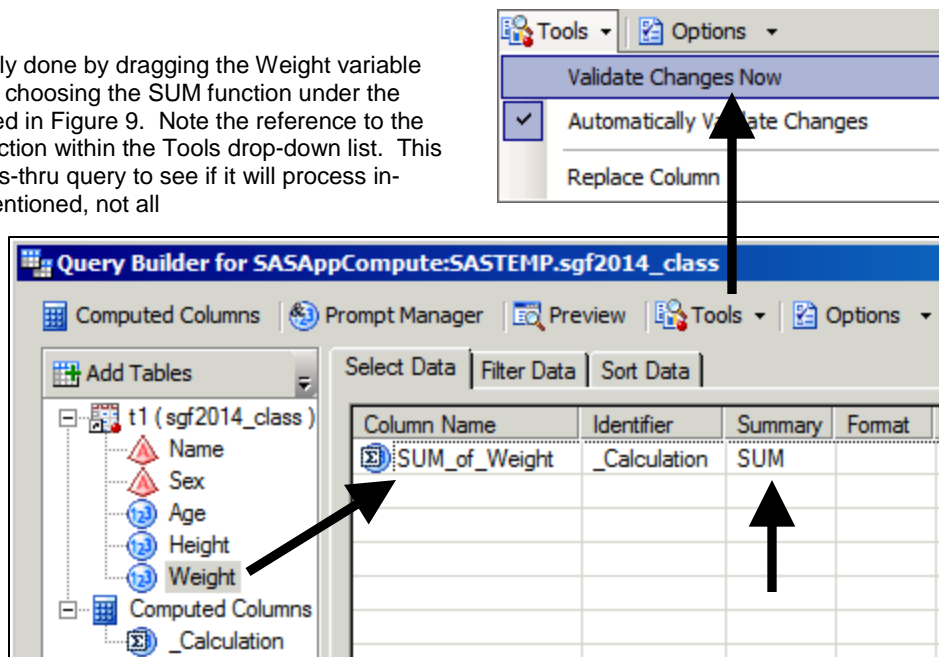 Tools Options
ly done by dragging the Weight variable
choosing the SUM function under the
ed in Figure 9. Note the reference to the
ction within the Tools drop-down list. This
s-thru query to see if it will process in-
entioned, not all
Validate Changes Now
Automatically Validate Changes
Replace Column
Query Builder for SASAppCompute:SASTEMP.sgf2014_class
Computed Columns Prompt Manager Preview Tools Options
Add Tables
Select Data Filter Data Sort Data
t1 ( sgf2014_class )
Name
Sex
Age
Height
Weight
Computed Columns
_Calculation
Column Name Identifier Summary Format
SUM_of_Weight _Calculation SUM